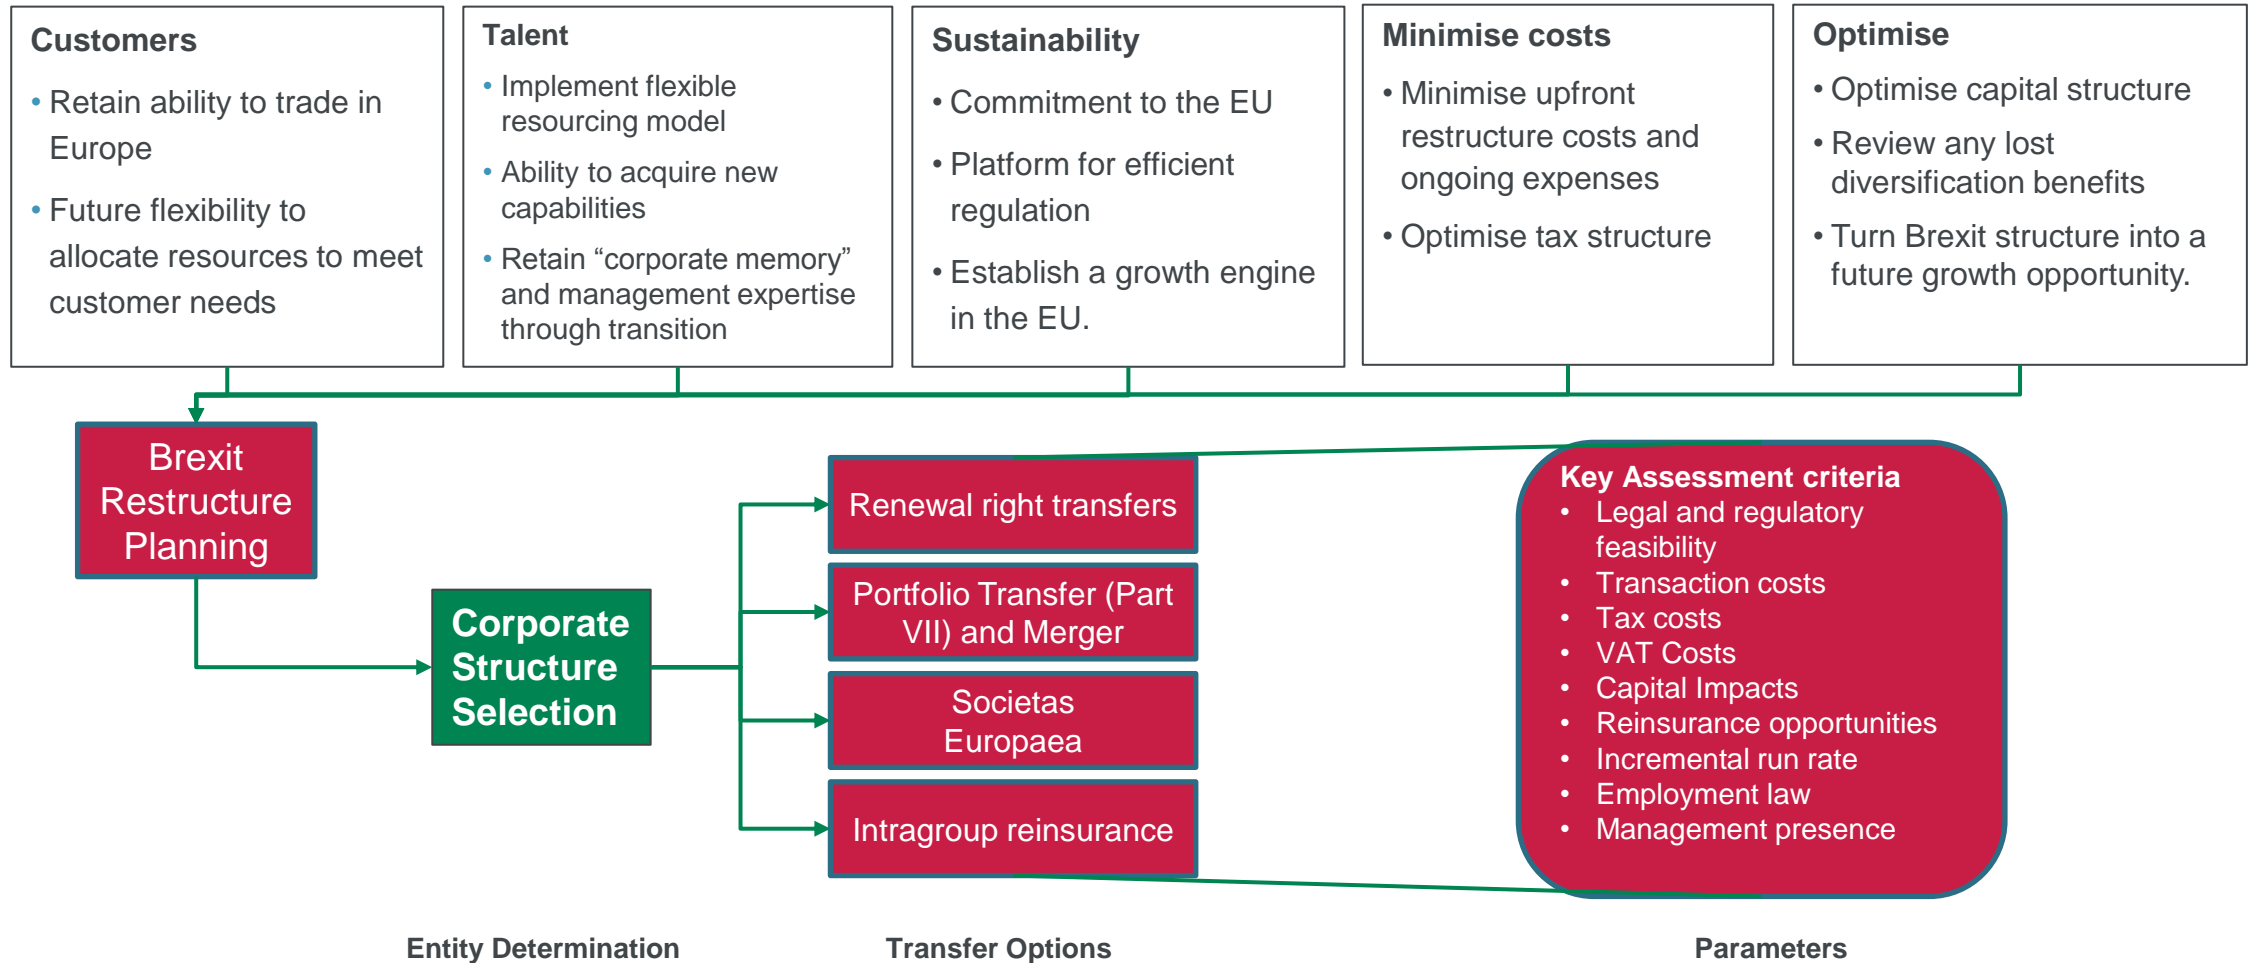 Customers
• Retain ability to trade in
Europe
• Future flexibility to
allocate resources to meet
customer needs
Talent
• Implement flexible
resourcing model
• Ability to acquire new
capabilities
• Retain “corporate memory”
and management expertise
through transition
Sustainability
• Commitment to the EU
• Platform for efficient
regulation
• Establish a growth engine
in the EU.
Minimise costs
• Minimise upfront
restructure costs and
ongoing expenses
• Optimise tax structure
Optimise
• Optimise capital structure
• Review any lost
diversification benefits
• Turn Brexit structure into a
future growth opportunity.
Brexit
Restructure
Planning
Corporate
Structure
Selection
Renewal right transfers
Portfolio Transfer (Part
VII) and Merger
Societas
Europaea
Intragroup reinsurance
Key Assessment criteria
• Legal and regulatory
feasibility
• Transaction costs
• Tax costs
• VAT Costs
• Capital Impacts
• Reinsurance opportunities
• Incremental run rate
• Employment law
• Management presence
Entity Determination
Transfer Options
Parameters